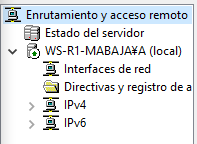 Enrutamiento y acceso remoto
Estado del servidor
WS-R1-MABAJA¥A (local)
Interfaces de red
Directivas y registro de a
IPv4
IPv6